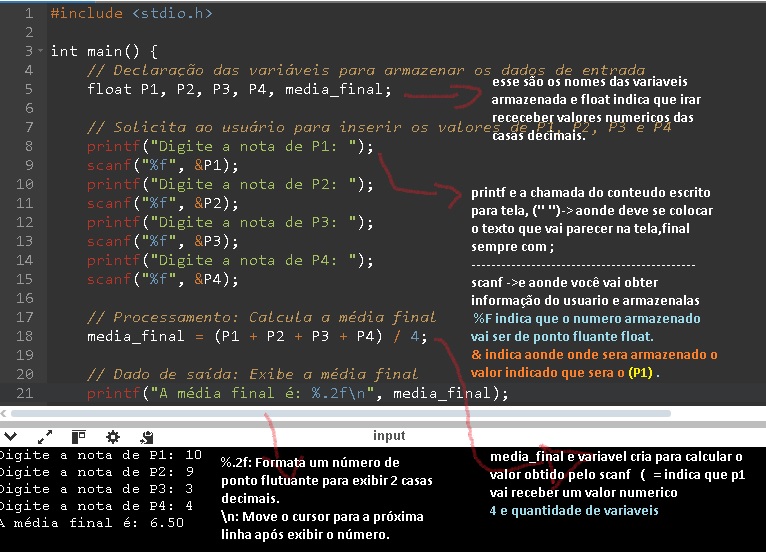 1 #include <stdio.h>
2
3 int main() {
4 // Declaração das variáveis para armazenar os dados de entrada
5 float P1, P2, P3, P4, media_final;
6
7 // Solicita ao usuário para inserir os valores de P1, P2, P3 e P4
8 printf("Digite a nota de P1: ");
9 scanf("%f", &P1);
10 printf("Digite a nota de P2: ");
11 scanf("%f", &P2);
12 printf("Digite a nota de P3: ");
13 scanf("%f", &P3);
14 printf("Digite a nota de P4: ");
15 scanf("%f", &P4);
16
17 // Processamento: Calcula a média final
18 media_final = (P1 + P2 + P3 + P4) / 4;
19
20 // Dado de saída: Exibe a média final
21 printf("A média final é: %.2f\n", media_final);
esse são os nomes das variaveis
armazenada e float indica que irar
receceber valores numericos das
casas decimais.
printf e a chamada do conteudo escrito
para tela, (" ")-> aonde deve se colocar
o texto que vai parecer na tela,final
sempre com ;
--------------------------------------
scanf ->e aonde você vai obter
informação do usuario e armazenalas
%F indica que o numero armazenado
vai ser de ponto fluante float.
& indica aonde onde sera armazenado o
valor indicado que sera o (P1) .
input
Digite a nota de P1: 10
Digite a nota de P2: 9
Digite a nota de P3: 3
Digite a nota de P4: 4
A média final é: 6.50
%.2f: Formata um número de
ponto flutuante para exibir 2 casas
decimais.
\n: Move o cursor para a próxima
linha após exibir o número.
media_final e variavel cria para calcular o
valor obtido pelo scanf ( = indica que p1
vai receber um valor numerico
4 e quantidade de variaveis